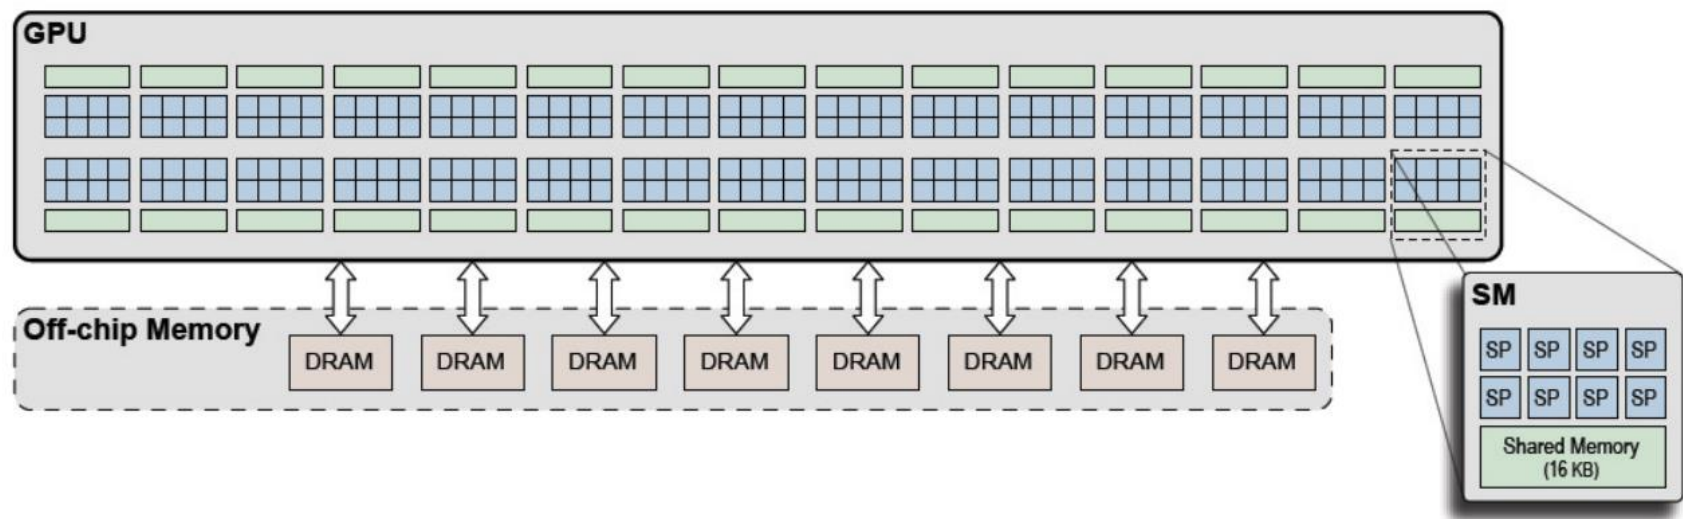 GPU
Off-chip Memory
DRAM DRAM DRAM DRAM DRAM DRAM DRAM DRAM
SM
SP SP SP SP
SP SP SP SP
Shared Memory
(16 KB)